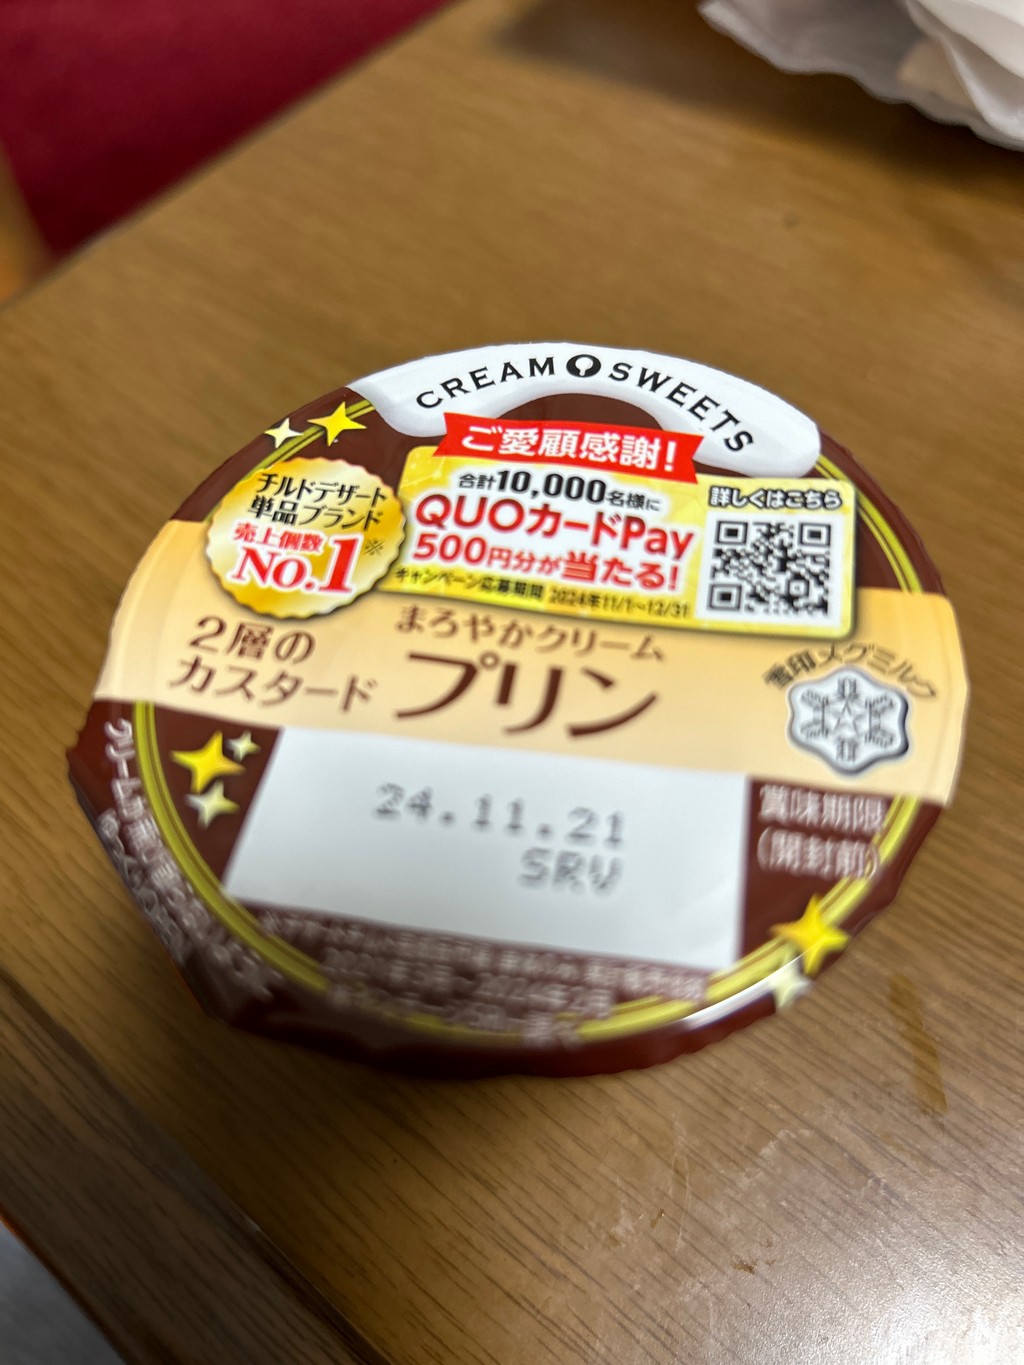 CREAM SWEETS
ご愛顧感謝!
合計10,000名様に
QUOカードPay
500円分が当たる!
キャンペーン応募期間 2024年11/1~12/31
詳しくはこちら
チルドデザート
単品ブランド
売上個数
No.1※
2層の
カスタード
まろやかクリーム
プリン
雪印メグミルク
24.11.21
SRV
賞味期限
(開封前)